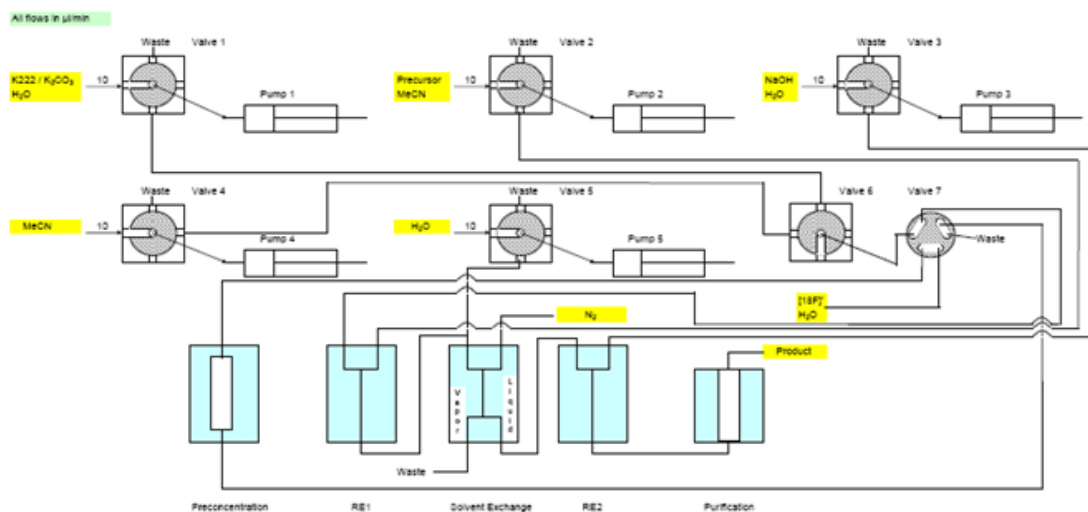 All flows in µl/min
Waste Valve 1
Waste Valve 2
Waste Valve 3
K222 / K₂CO₃
H₂O
10
Precursor
MeCN
10
NaOH
H₂O
10
Pump 1
Pump 2
Pump 3
Waste Valve 4
Waste Valve 5
Valve 6
Valve 7
MeCN
10
H₂O
10
Waste
Pump 4
Pump 5
[18F]⁻
H₂O
N₂
Product
Vapor
Liquid
Waste
Preconcentration
RE1
Solvent Exchange
RE2
Purification